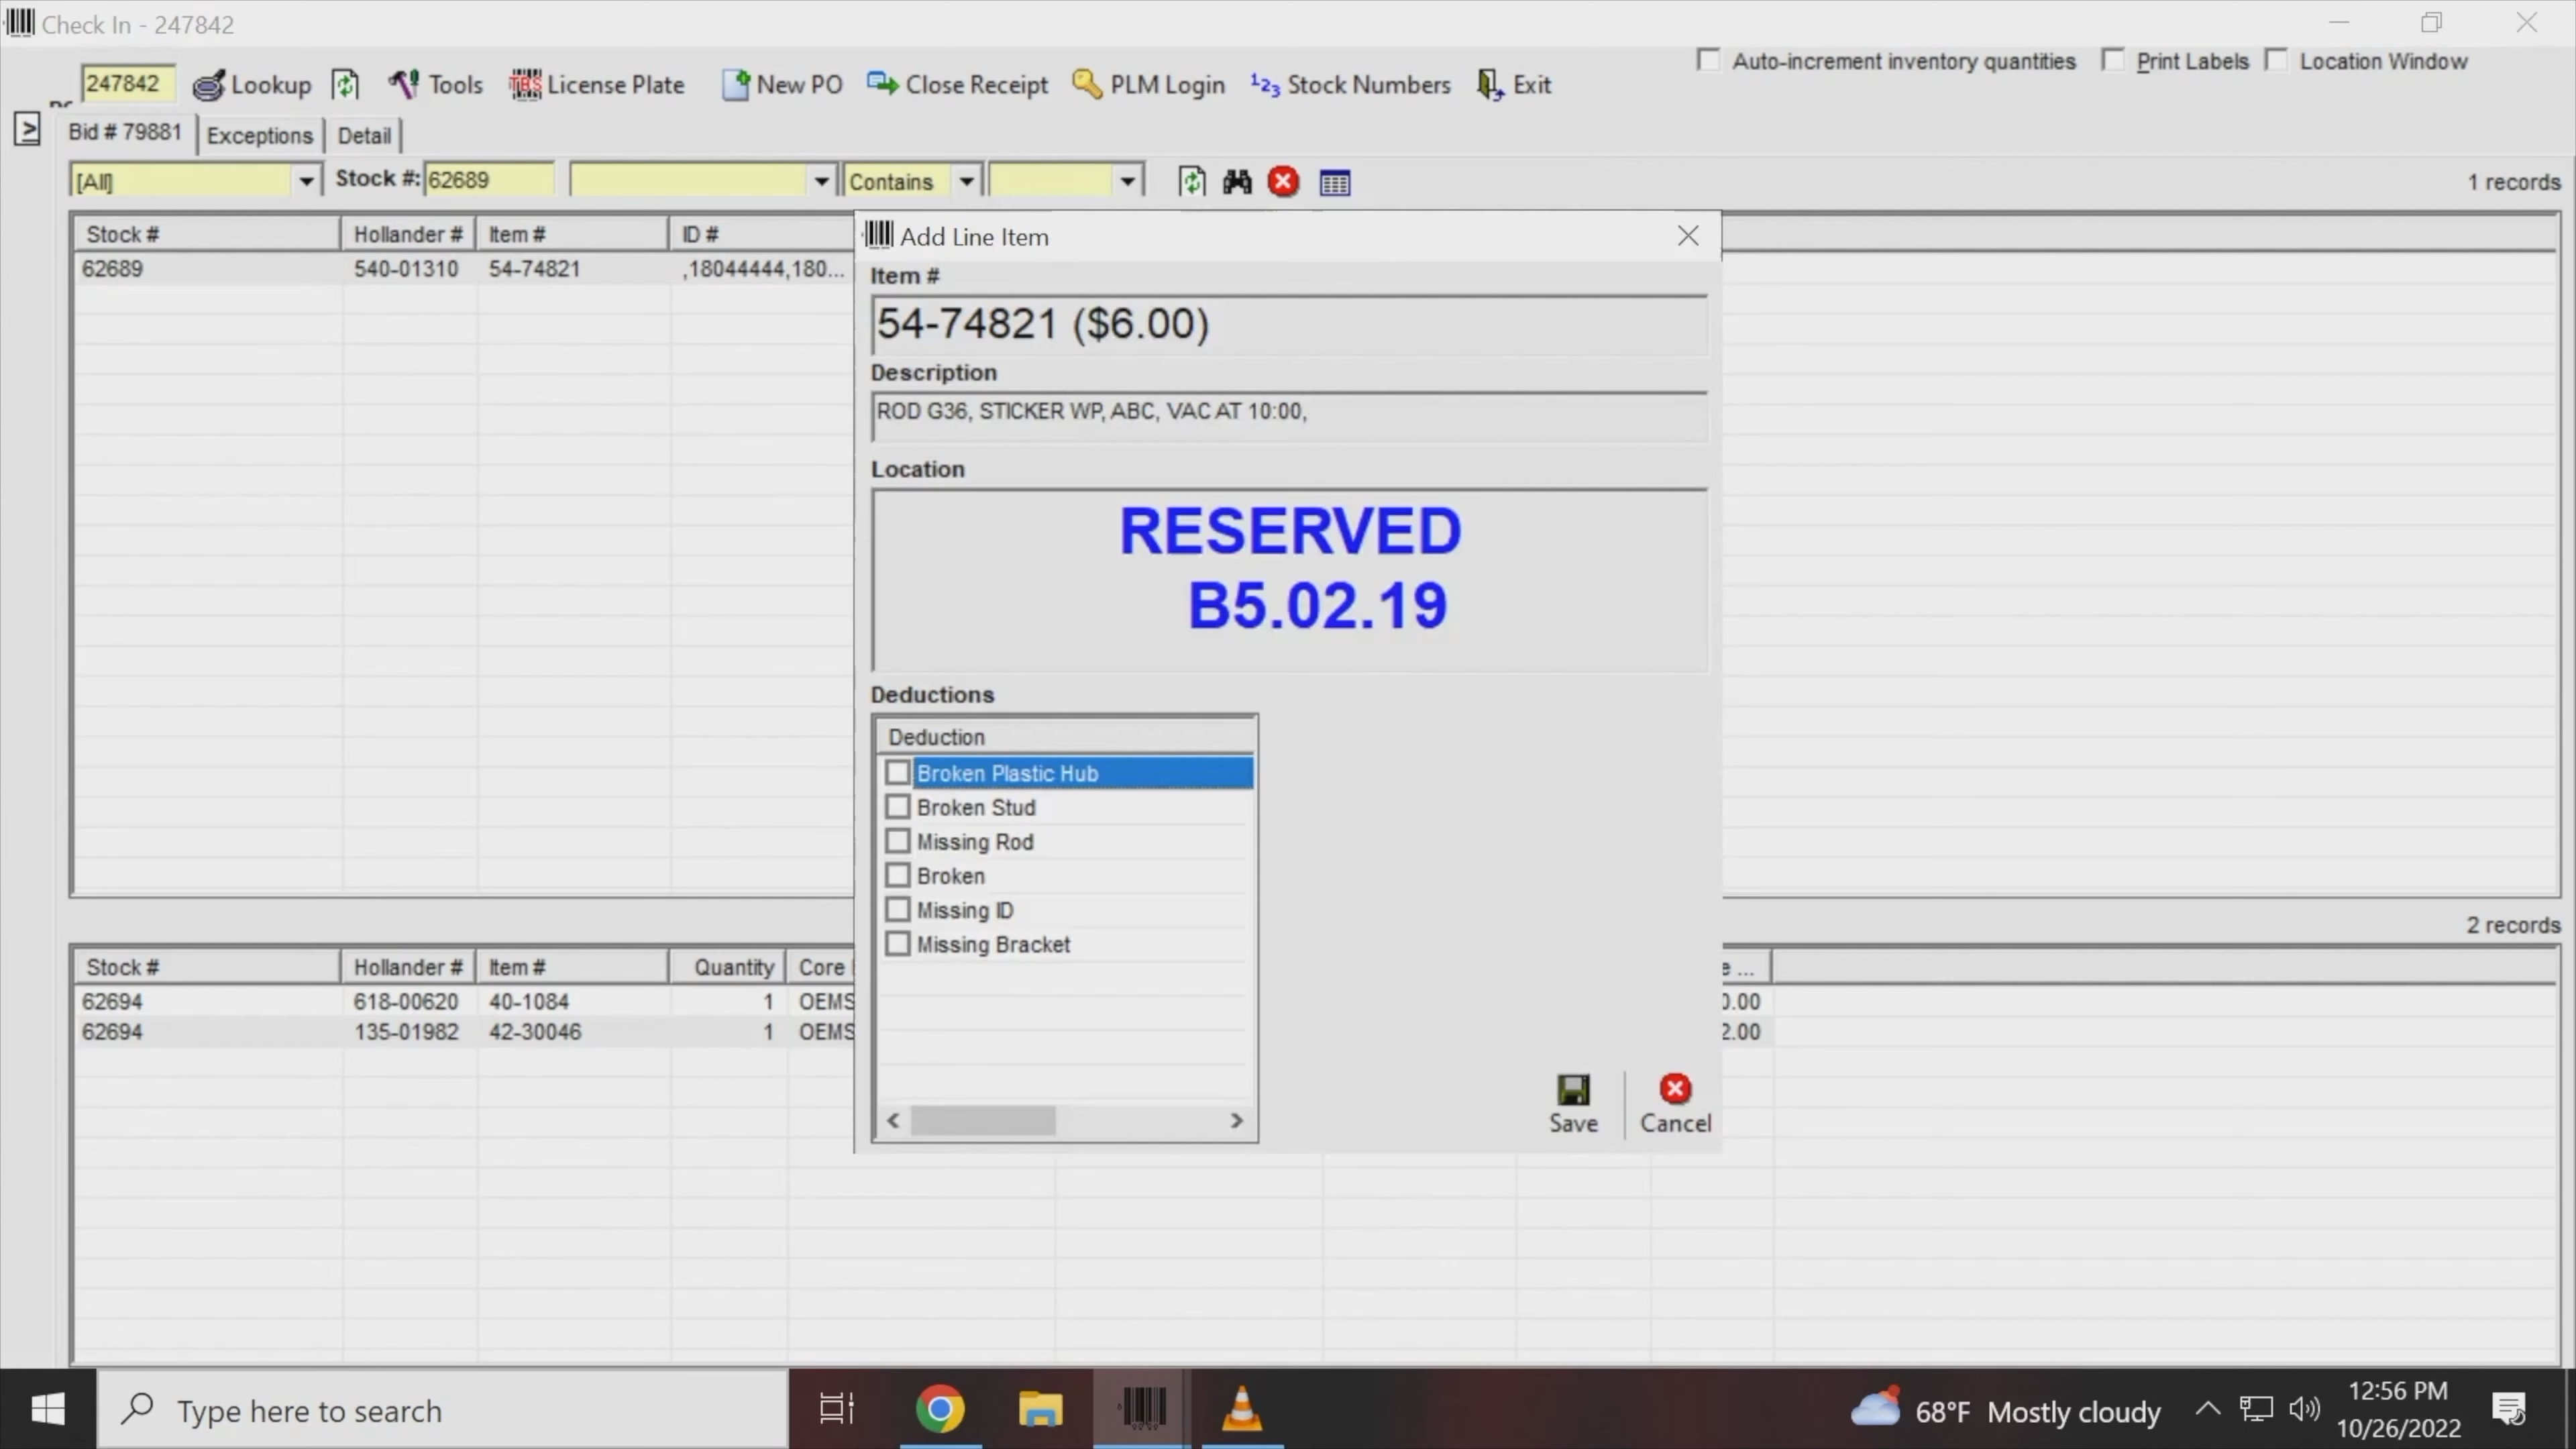 Check In - 247842
Auto-increment inventory quantities Print Labels Location Window
247842 Lookup Tools TBS License Plate New PO Close Receipt PLM Login 123 Stock Numbers Exit
> Bid # 79881 Exceptions Detail
[All] Stock #: 62689 Contains 1 records
Stock # Hollander # Item # ID #
62689 540-01310 54-74821 ,18044444,180...
Add Line Item
Item #
54-74821 ($6.00)
Description
ROD G36, STICKER WP, ABC, VAC AT 10:00,
Location
RESERVED
B5.02.19
Deductions
Deduction
Broken Plastic Hub
Broken Stud
Missing Rod
Broken
Missing ID
Missing Bracket
Save Cancel
2 records
Stock # Hollander # Item # Quantity Core e ...
62694 618-00620 40-1084 1 OEMS 0.00
62694 135-01982 42-30046 1 OEMS 2.00
Type here to search
68°F Mostly cloudy
12:56 PM
10/26/2022